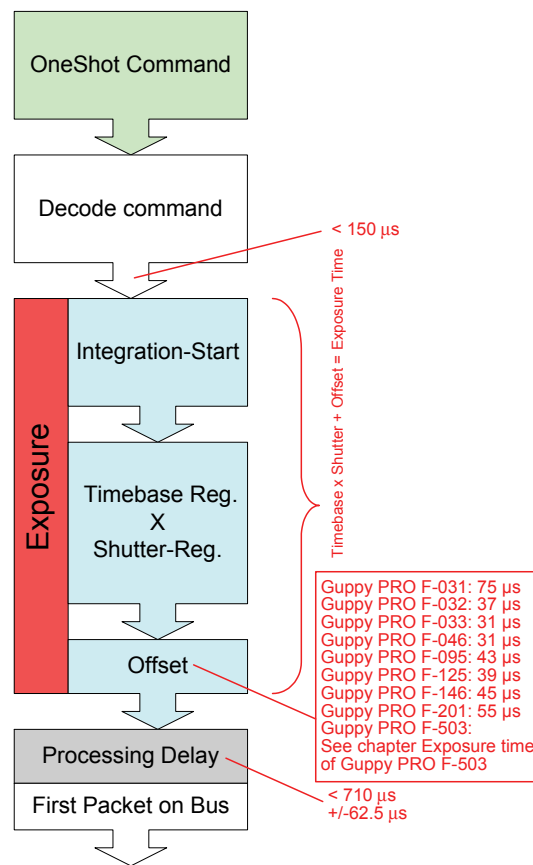 OneShot Command
Decode command
< 150 µs
Exposure
Integration-Start
Timebase x Shutter + Offset = Exposure Time
Timebase Reg.
X
Shutter-Reg.
Offset
Guppy PRO F-031: 75 µs
Guppy PRO F-032: 37 µs
Guppy PRO F-033: 31 µs
Guppy PRO F-046: 31 µs
Guppy PRO F-095: 43 µs
Guppy PRO F-125: 39 µs
Guppy PRO F-146: 45 µs
Guppy PRO F-201: 55 µs
Guppy PRO F-503:
See chapter Exposure time
of Guppy PRO F-503
Processing Delay
< 710 µs
+/-62.5 µs
First Packet on Bus